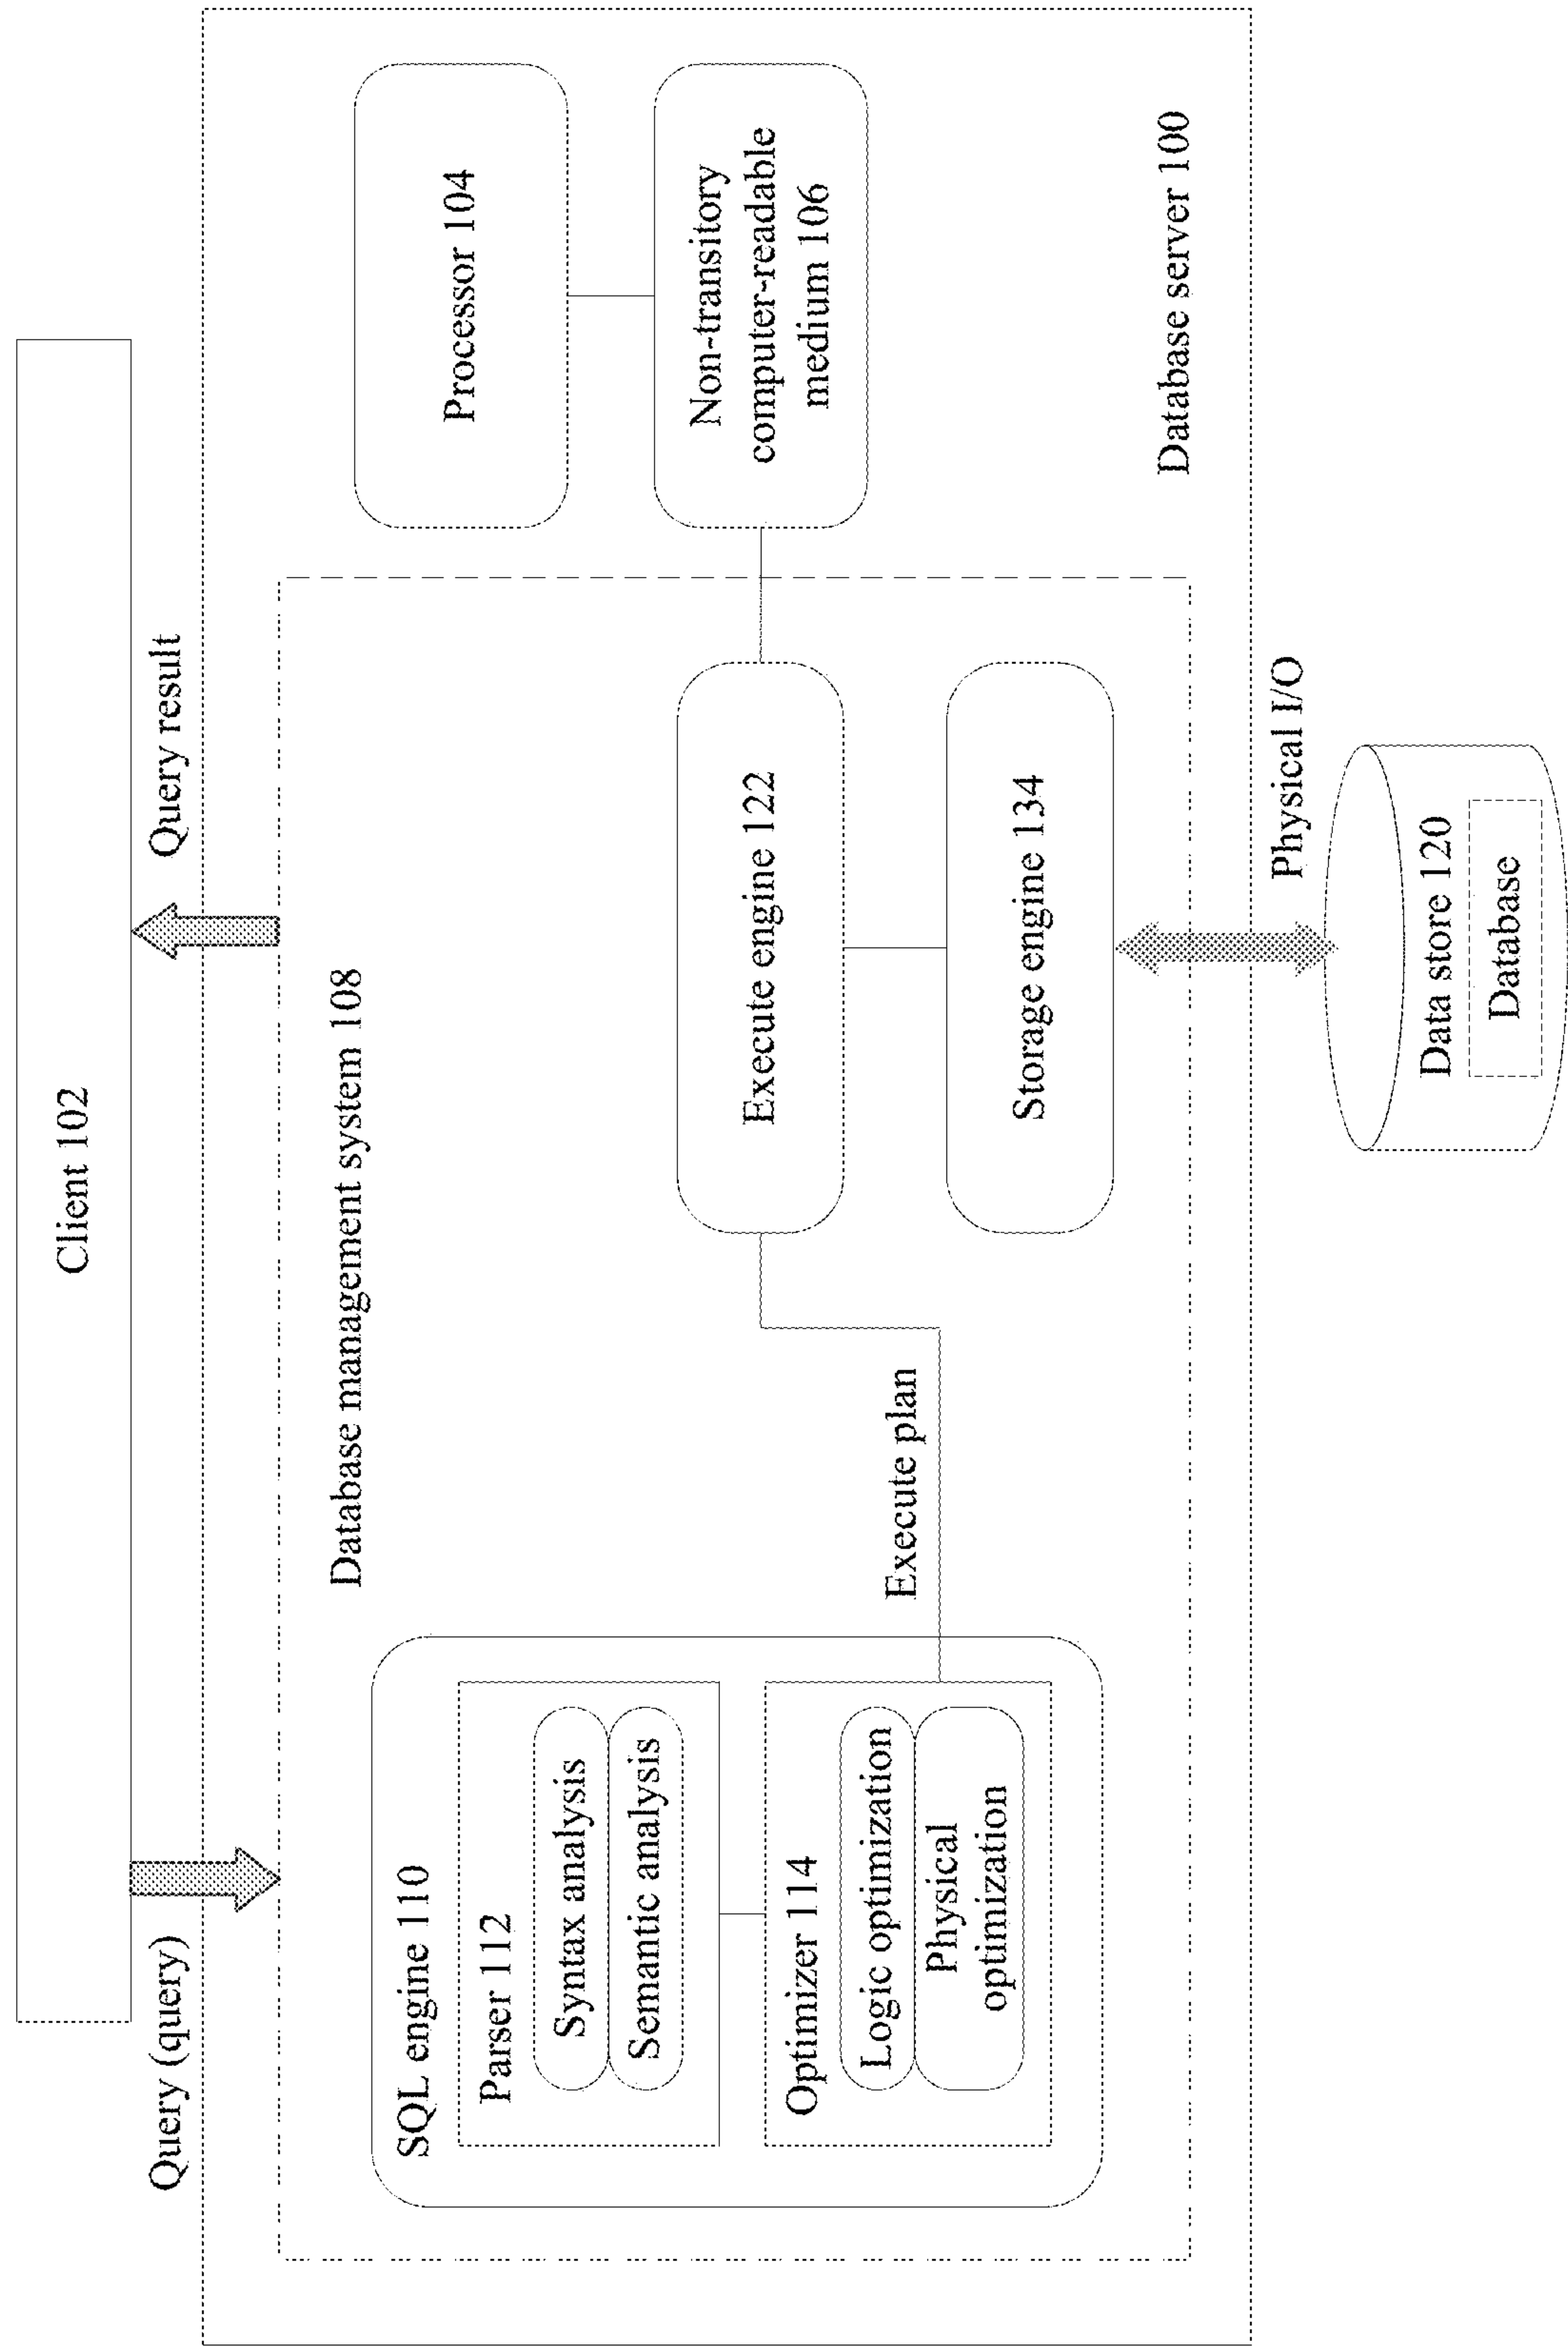 Client 102
Query (query)
Query result
Database management system 108
SQL engine 110
Parser 112
Syntax analysis
Semantic analysis
Optimizer 114
Logic optimization
Physical
optimization
Execute plan
Execute engine 122
Storage engine 134
Processor 104
Non-transitory
computer-readable
medium 106
Database server 100
Physical I/O
Data store 120
Database